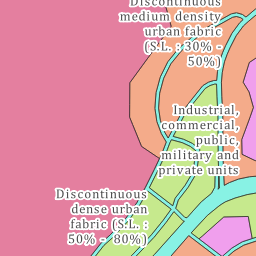 Discontinuous
medium density
urban fabric
(S.L. : 30% -
50%)
Industrial,
commercial,
public,
military and
private units
Discontinuous
dense urban
fabric (S.L. :
50% -  80%)